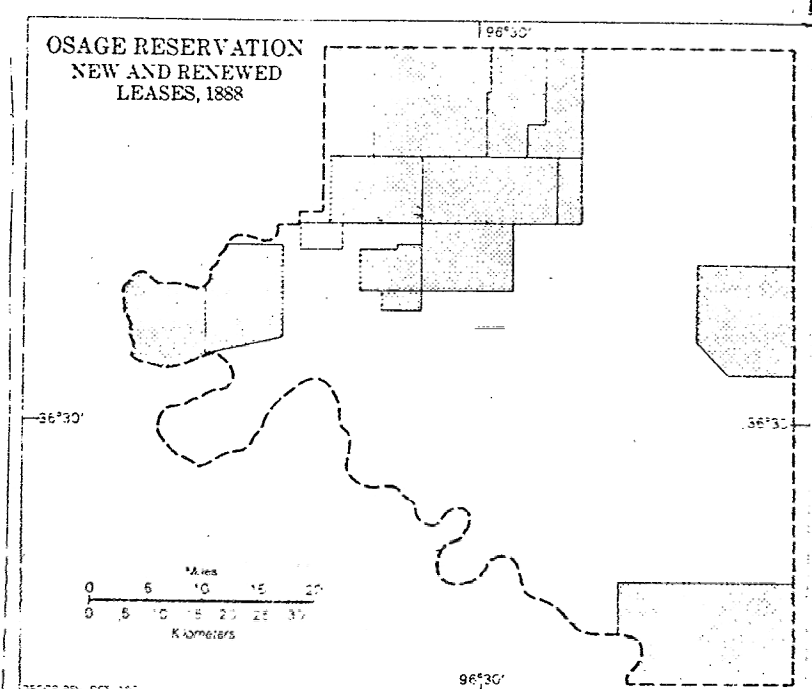 OSAGE RESERVATION
NEW AND RENEWED
LEASES, 1888
96°30'
36°30'
36°30'
Miles
0 5 10 15 20
0 5 10 15 20 25 30
Kilometers
96°30'